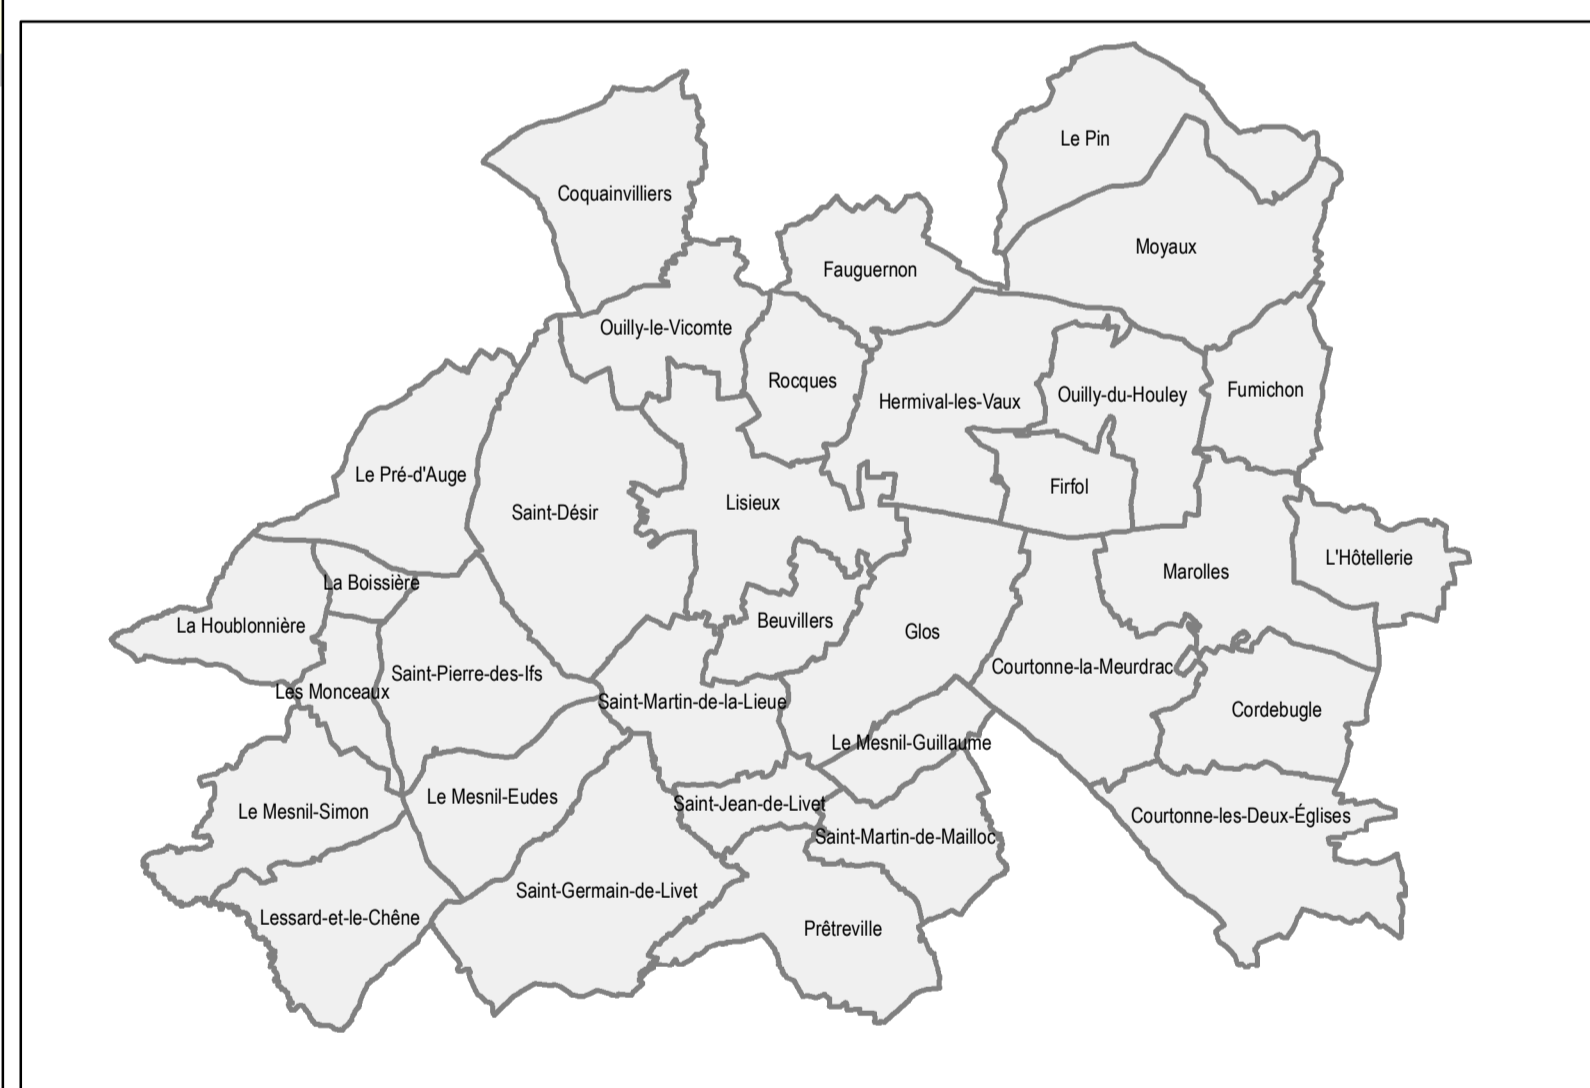 Le Pin
Coquainvilliers
Moyaux
Fauguernon
Ouilly-le-Vicomte
Rocques
Hermival-les-Vaux
Ouilly-du-Houley
Fumichon
Le Pré-d'Auge
Saint-Désir
Lisieux
Firfol
L'Hôtellerie
Marolles
La Boissière
La Houblonnière
Beuvillers
Glos
Courtonne-la-Meurdrac
Saint-Pierre-des-Ifs
Les Monceaux
Saint-Martin-de-la-Lieue
Cordebugle
Le Mesnil-Guillaume
Le Mesnil-Simon
Le Mesnil-Eudes
Saint-Jean-de-Livet
Courtonne-les-Deux-Églises
Saint-Martin-de-Mailloc
Saint-Germain-de-Livet
Lessard-et-le-Chêne
Prêtreville